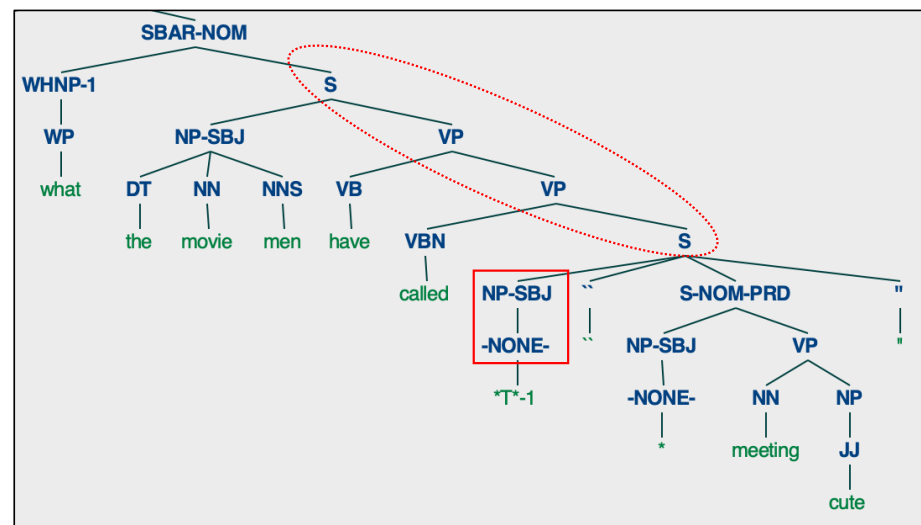 SBAR-NOM
WHNP-1 S
WP NP-SBJ VP
what DT NN NNS VB VP
the movie men have VBN S
called NP-SBJ `` S-NOM-PRD "
-NONE- `` NP-SBJ VP "
*T*-1 -NONE- NN NP
* meeting JJ
cute